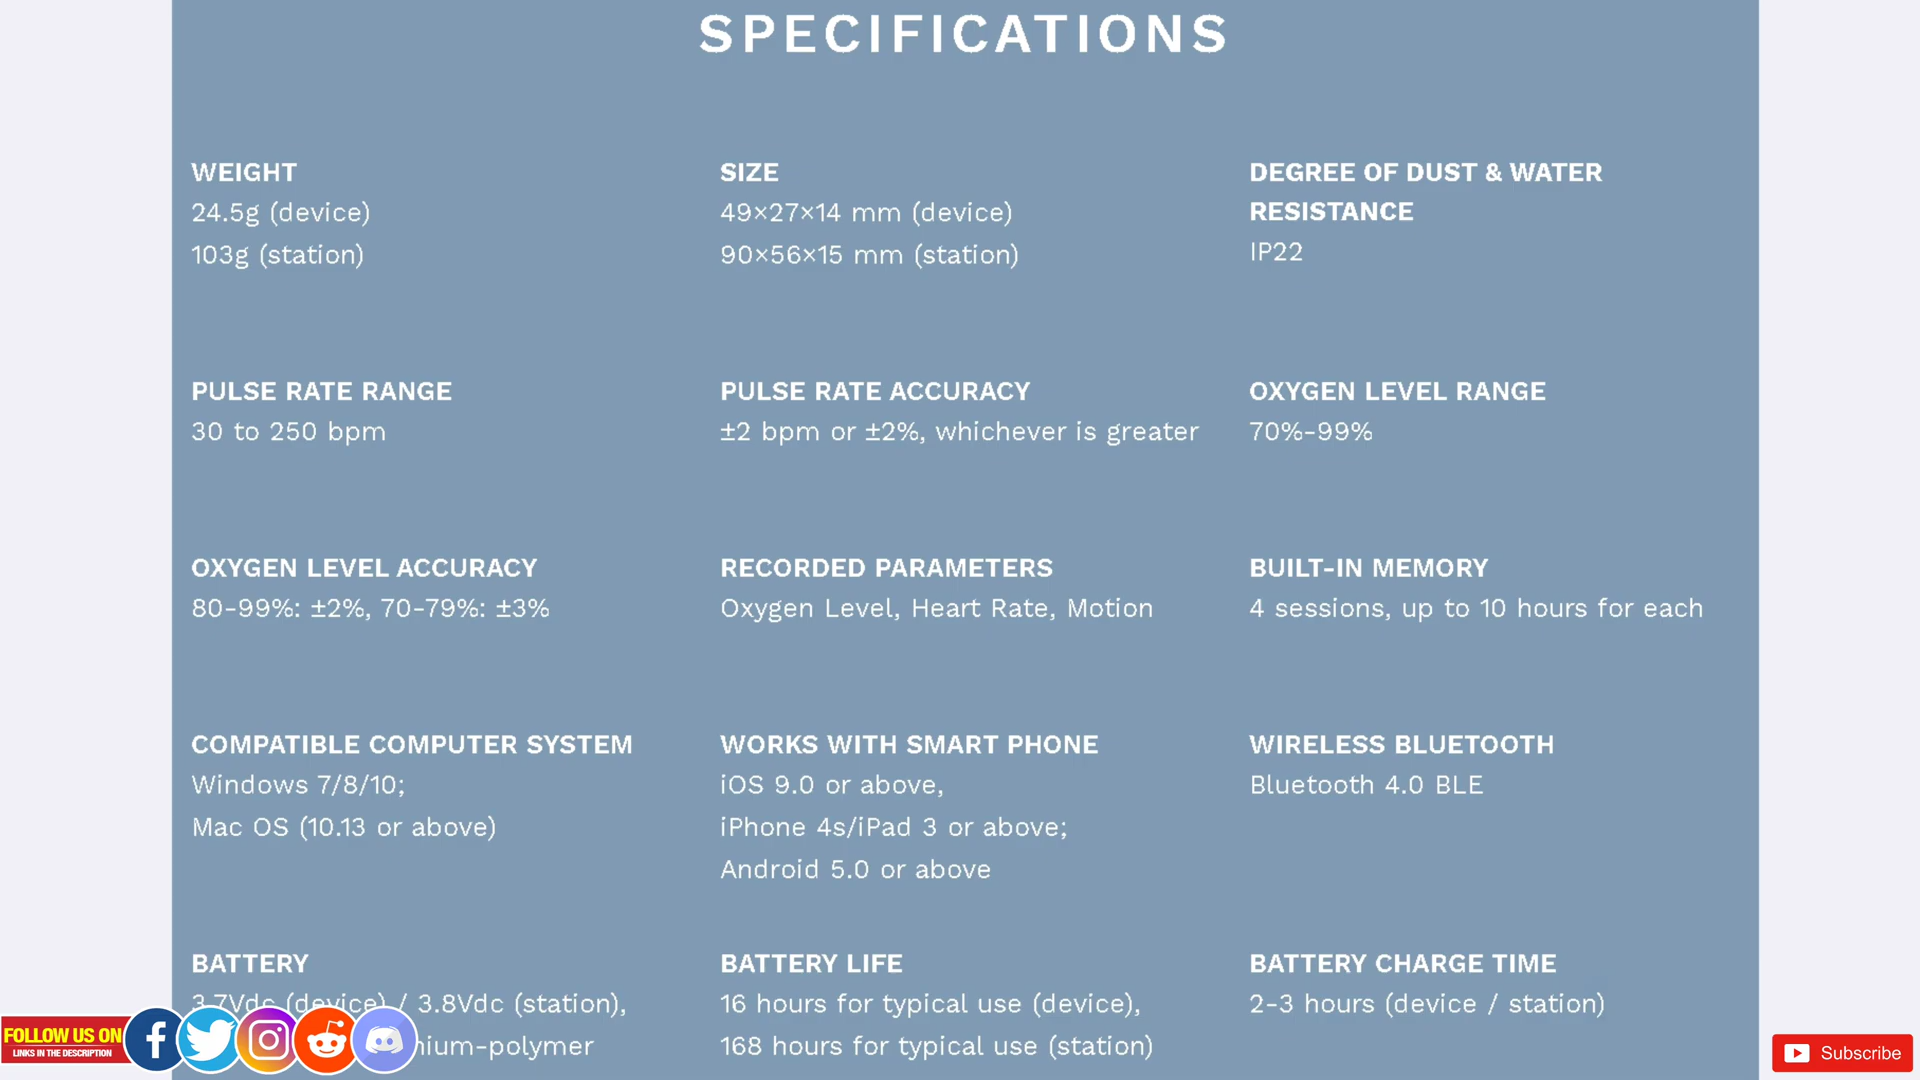 SPECIFICATIONS
WEIGHT
24.5g (device)
103g (station)
SIZE
49×27×14 mm (device)
90×56×15 mm (station)
DEGREE OF DUST & WATER
RESISTANCE
IP22
PULSE RATE RANGE
30 to 250 bpm
PULSE RATE ACCURACY
±2 bpm or ±2%, whichever is greater
OXYGEN LEVEL RANGE
70%-99%
OXYGEN LEVEL ACCURACY
80-99%: ±2%, 70-79%: ±3%
RECORDED PARAMETERS
Oxygen Level, Heart Rate, Motion
BUILT-IN MEMORY
4 sessions, up to 10 hours for each
COMPATIBLE COMPUTER SYSTEM
Windows 7/8/10;
Mac OS (10.13 or above)
WORKS WITH SMART PHONE
iOS 9.0 or above,
iPhone 4s/iPad 3 or above;
Android 5.0 or above
WIRELESS BLUETOOTH
Bluetooth 4.0 BLE
BATTERY
3.7Vdc (device) / 3.8Vdc (station),
BATTERY LIFE
16 hours for typical use (device),
168 hours for typical use (station)
BATTERY CHARGE TIME
2-3 hours (device / station)
FOLLOW US ON
LINKS IN THE DESCRIPTION
Subscribe